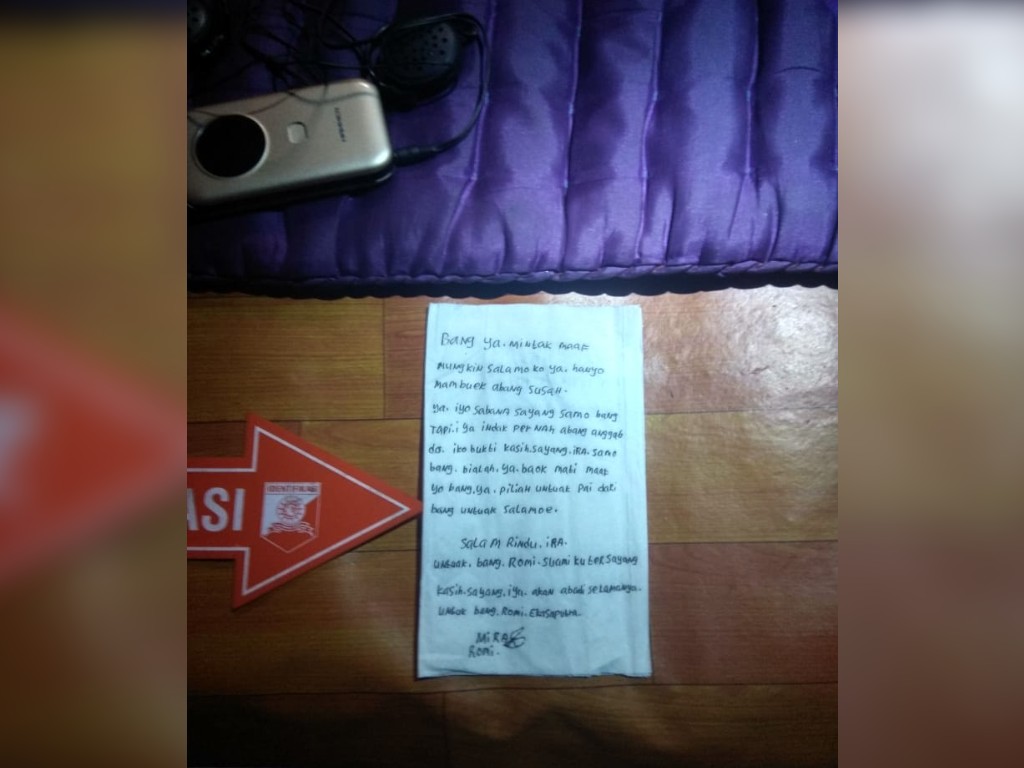 ASI
IDENTIFIKASI
Bang ya. mintak maaf
mungkin salamo ko ya. hanyo
mambuek abang susah.
ya. iyo sabana sayang samo bang
Tapi. iya indak pernah abang anggab
do. iko bukti kasih.sayang.iRA. samo
bang. bialah. ya. baok mati maaf
yo bang.ya. piliah untuak pai dari
bang untuak salamoe.
Salam Rindu. iRA.
untuak. bang. Romi. Suami ku tersayang
kasih.sayang. iya. akan abadi selamanya.
untuk bang. Romi. Ekasaputra.
MiRA
Romi.